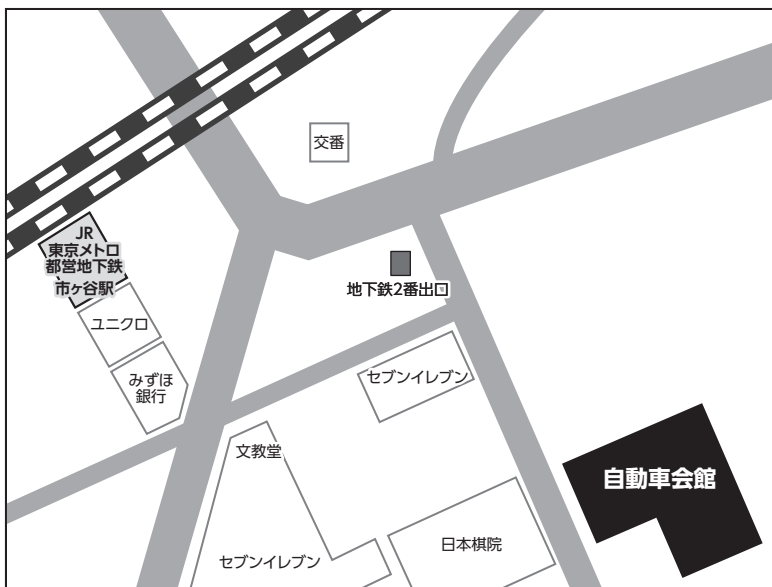 交番
JR
東京メトロ
都営地下鉄
市ヶ谷駅
地下鉄2番出口
ユニクロ
みずほ
銀行
セブンイレブン
文教堂
自動車会館
日本棋院
セブンイレブン